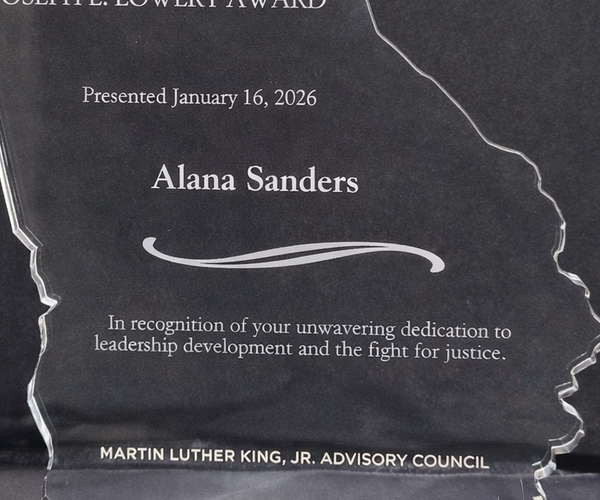 JOSEPH E. LOWERY AWARD
Presented January 16, 2026
Alana Sanders
In recognition of your unwavering dedication to
leadership development and the fight for justice.
MARTIN LUTHER KING, JR. ADVISORY COUNCIL